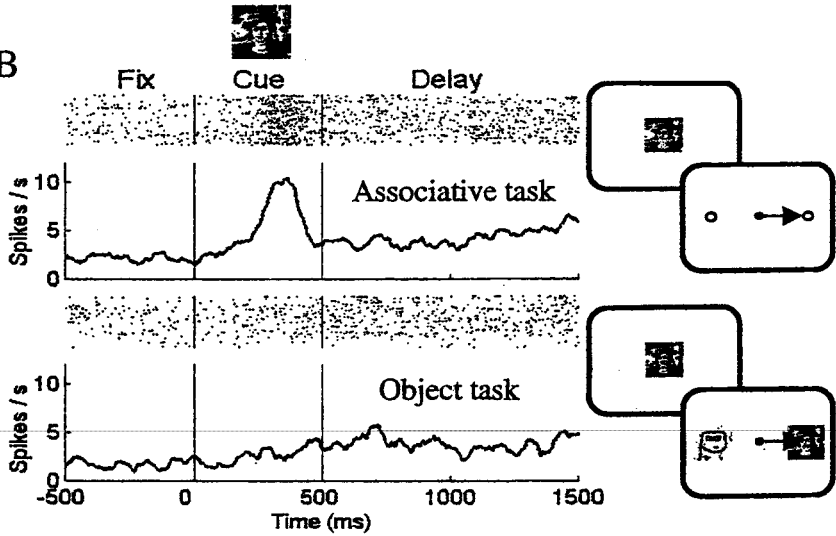 B
Fix Cue Delay
10
5
0
Spikes / s
Associative task
10
5
0
Spikes / s
Object task
-500 0 500 1000 1500
Time (ms)